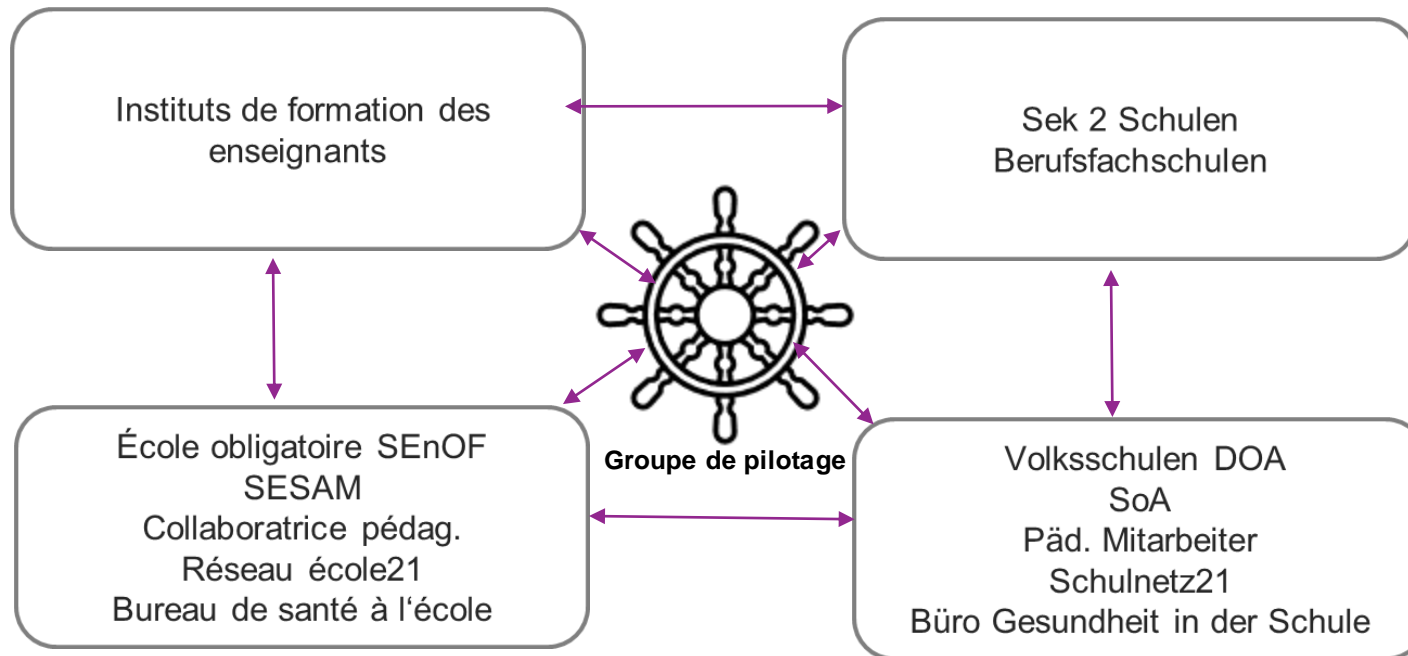 Instituts de formation des
enseignants
Sek 2 Schulen
Berufsfachschulen
Groupe de pilotage
École obligatoire SEnOF
SESAM
Collaboratrice pédag.
Réseau école21
Bureau de santé à l‘école
Volksschulen DOA
SoA
Päd. Mitarbeiter
Schulnetz21
Büro Gesundheit in der Schule